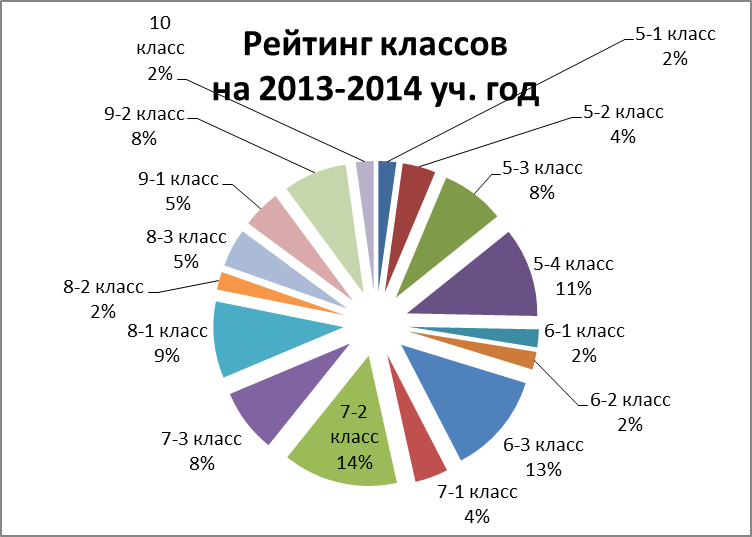 Рейтинг классов
на 2013-2014 уч. год
5-1 класс
2%
5-2 класс
4%
5-3 класс
8%
5-4 класс
11%
6-1 класс
2%
6-2 класс
2%
6-3 класс
13%
7-1 класс
4%
7-2
класс
14%
7-3 класс
8%
8-1 класс
9%
8-2 класс
2%
8-3 класс
5%
9-1 класс
5%
9-2 класс
8%
10
класс
2%